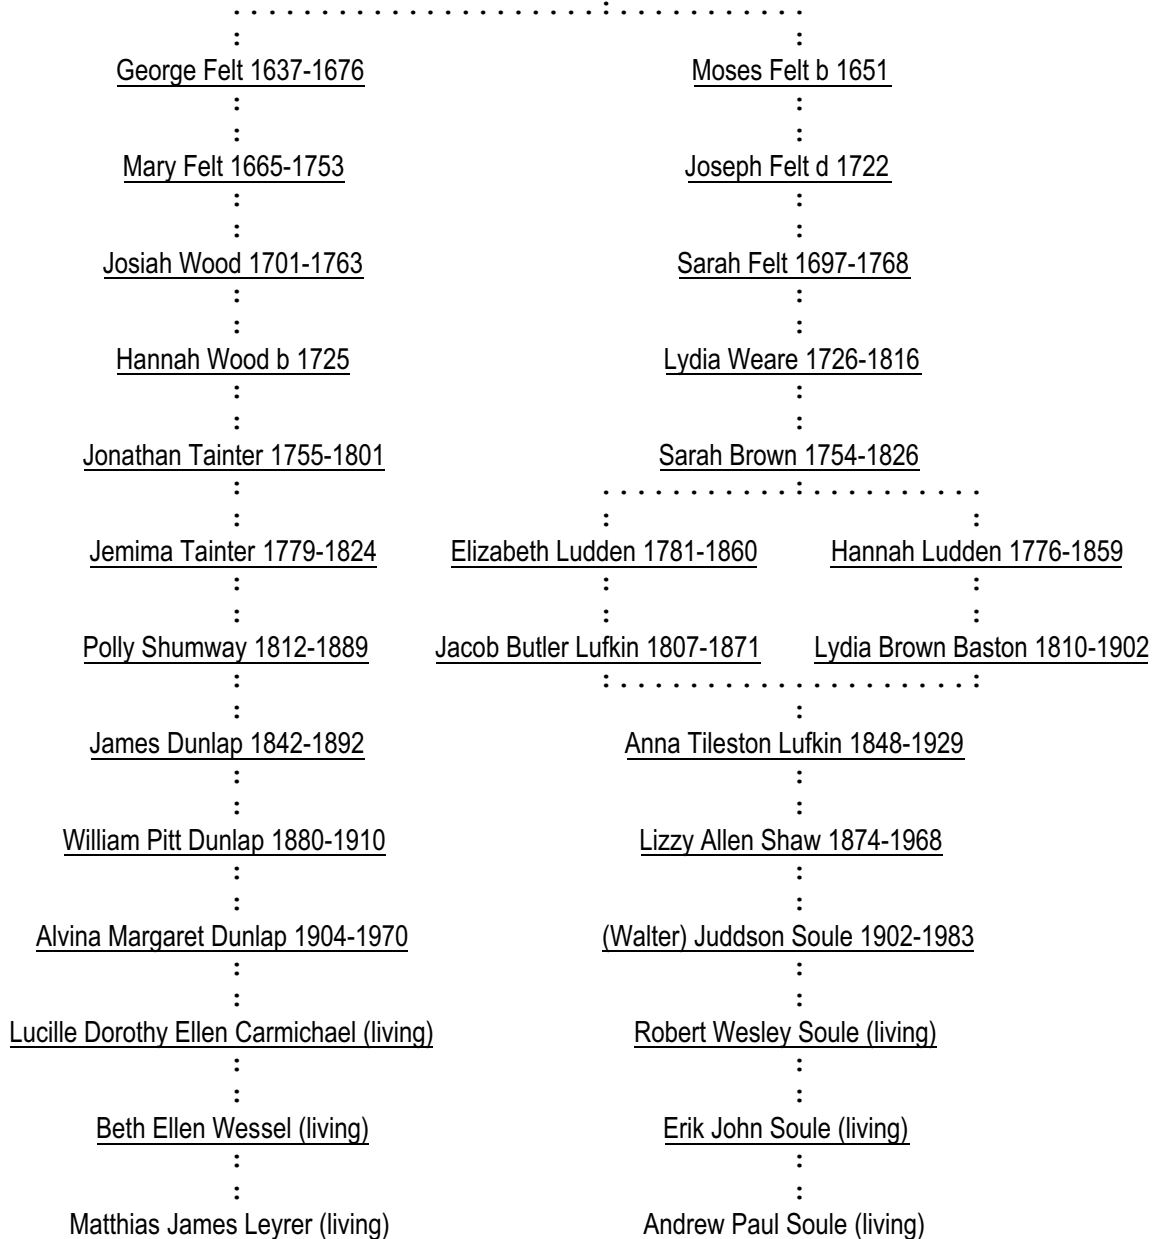 George Felt 1637-1676 Moses Felt b 1651
Mary Felt 1665-1753 Joseph Felt d 1722
Josiah Wood 1701-1763 Sarah Felt 1697-1768
Hannah Wood b 1725 Lydia Weare 1726-1816
Jonathan Tainter 1755-1801 Sarah Brown 1754-1826
Jemima Tainter 1779-1824 Elizabeth Ludden 1781-1860 Hannah Ludden 1776-1859
Polly Shumway 1812-1889 Jacob Butler Lufkin 1807-1871 Lydia Brown Baston 1810-1902
James Dunlap 1842-1892 Anna Tileston Lufkin 1848-1929
William Pitt Dunlap 1880-1910 Lizzy Allen Shaw 1874-1968
Alvina Margaret Dunlap 1904-1970 (Walter) Juddson Soule 1902-1983
Lucille Dorothy Ellen Carmichael (living) Robert Wesley Soule (living)
Beth Ellen Wessel (living) Erik John Soule (living)
Matthias James Leyrer (living) Andrew Paul Soule (living)